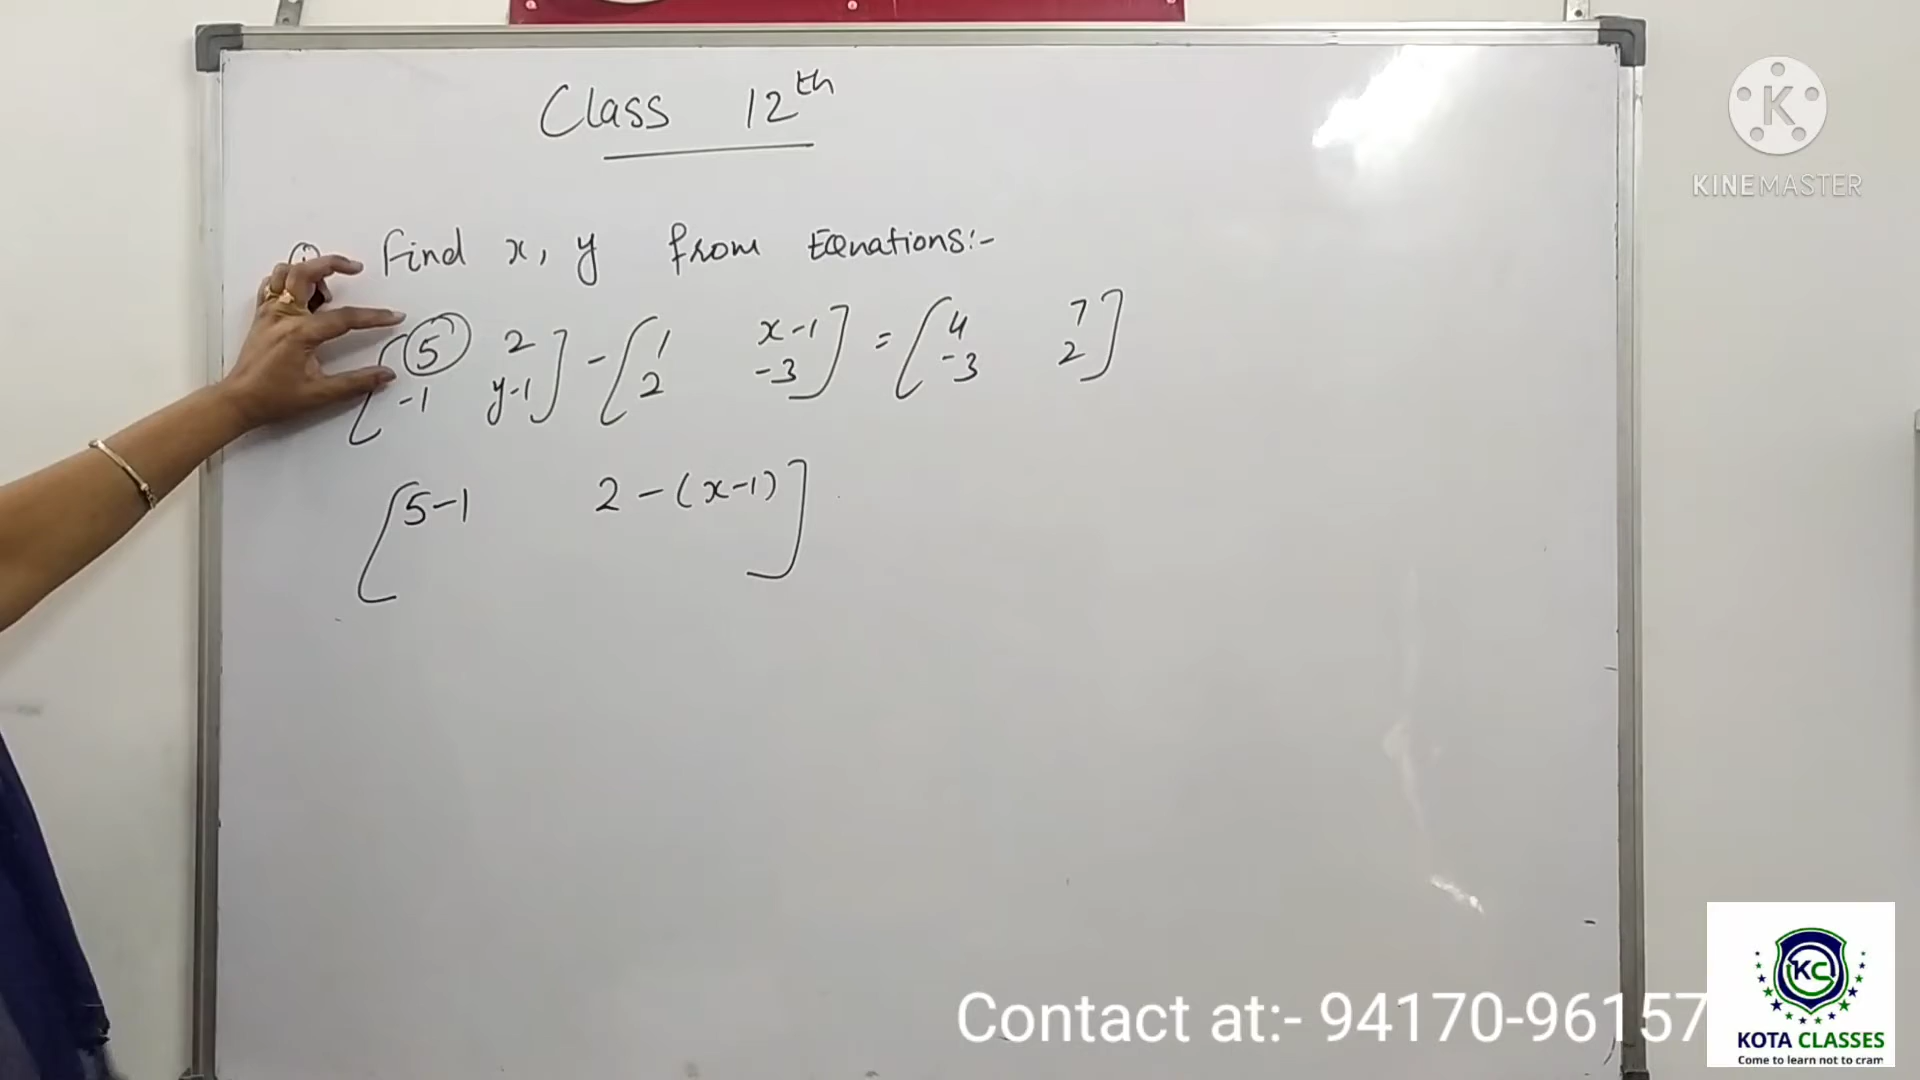 Class 12th
Find x, y from Equations:-
[5 2] - [1 x-1] = [4 7]
[-1 y-1] [2 -3] [-3 2]
[5-1 2-(x-1)]
KINEMASTER
Contact at:- 94170-96157
KC
KOTA CLASSES
Come to learn not to cram